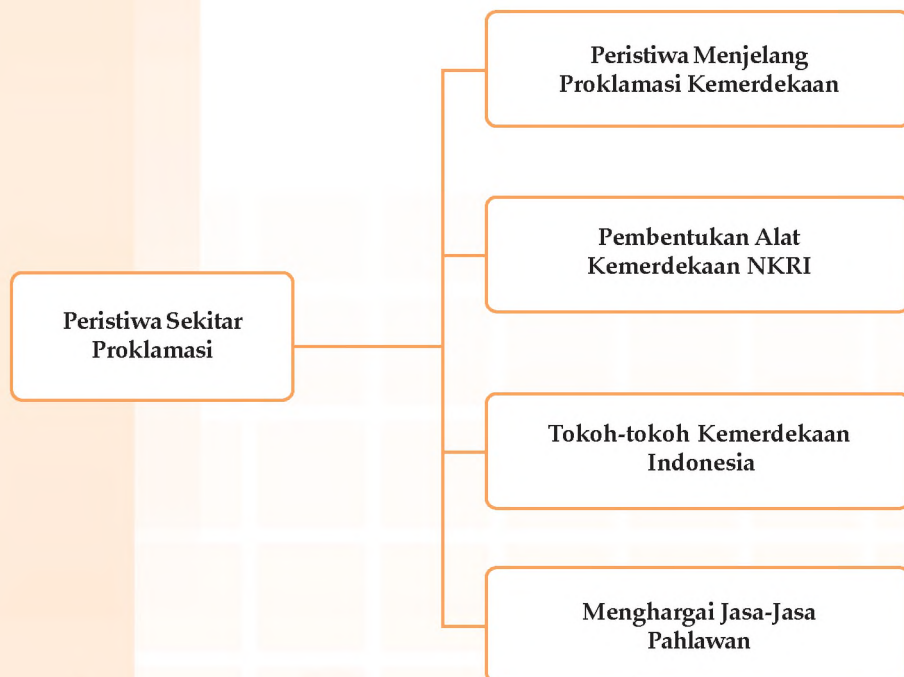 Peristiwa Menjelang
Proklamasi Kemerdekaan
Pembentukan Alat
Kemerdekaan NKRI
Peristiwa Sekitar
Proklamasi
Tokoh-tokoh Kemerdekaan
Indonesia
Menghargai Jasa-Jasa
Pahlawan